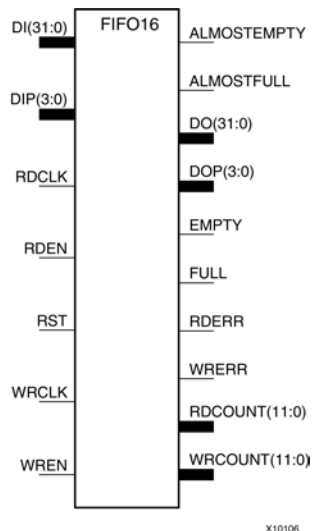 FIFO16
DI(31:0)
DIP(3:0)
RDCLK
RDEN
RST
WRCLK
WREN
ALMOSTEMPTY
ALMOSTFULL
DO(31:0)
DOP(3:0)
EMPTY
FULL
RDERR
WRERR
RDCOUNT(11:0)
WRCOUNT(11:0)
X10106